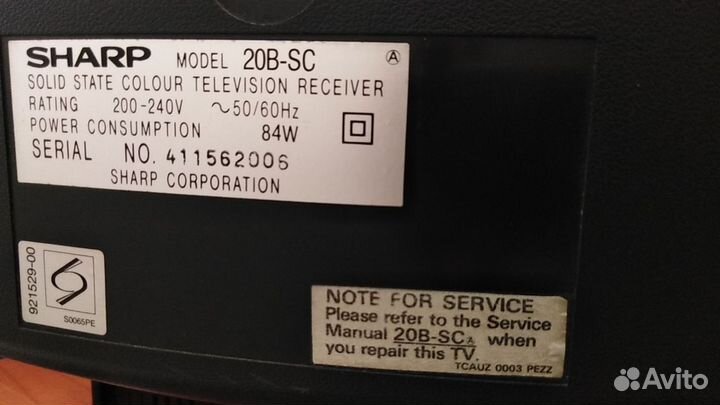 SHARP MODEL 20B-SC
A
SOLID STATE COLOUR TELEVISION RECEIVER
RATING 200-240V ~50/60Hz
POWER CONSUMPTION 84W
SERIAL NO. 411562006
SHARP CORPORATION
921529-00
S0065PE
NOTE FOR SERVICE
Please refer to the Service
Manual 20B-SCA when
you repair this TV.
TCAUZ 0003 PEZZ
Avito